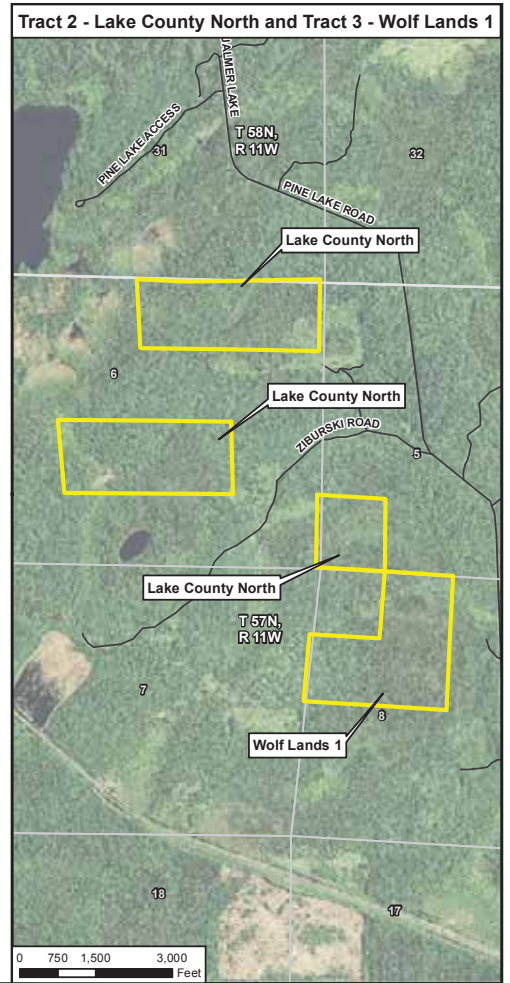 Tract 2 - Lake County North and Tract 3 - Wolf Lands 1
JALMER LAKE
PINE LAKE ACCESS
T 58N,
R 11W
31
32
PINE LAKE ROAD
Lake County North
6
Lake County North
ZIBURSKI ROAD
5
Lake County North
T 57N,
R 11W
7
8
Wolf Lands 1
18
17
0 750 1,500 3,000
Feet